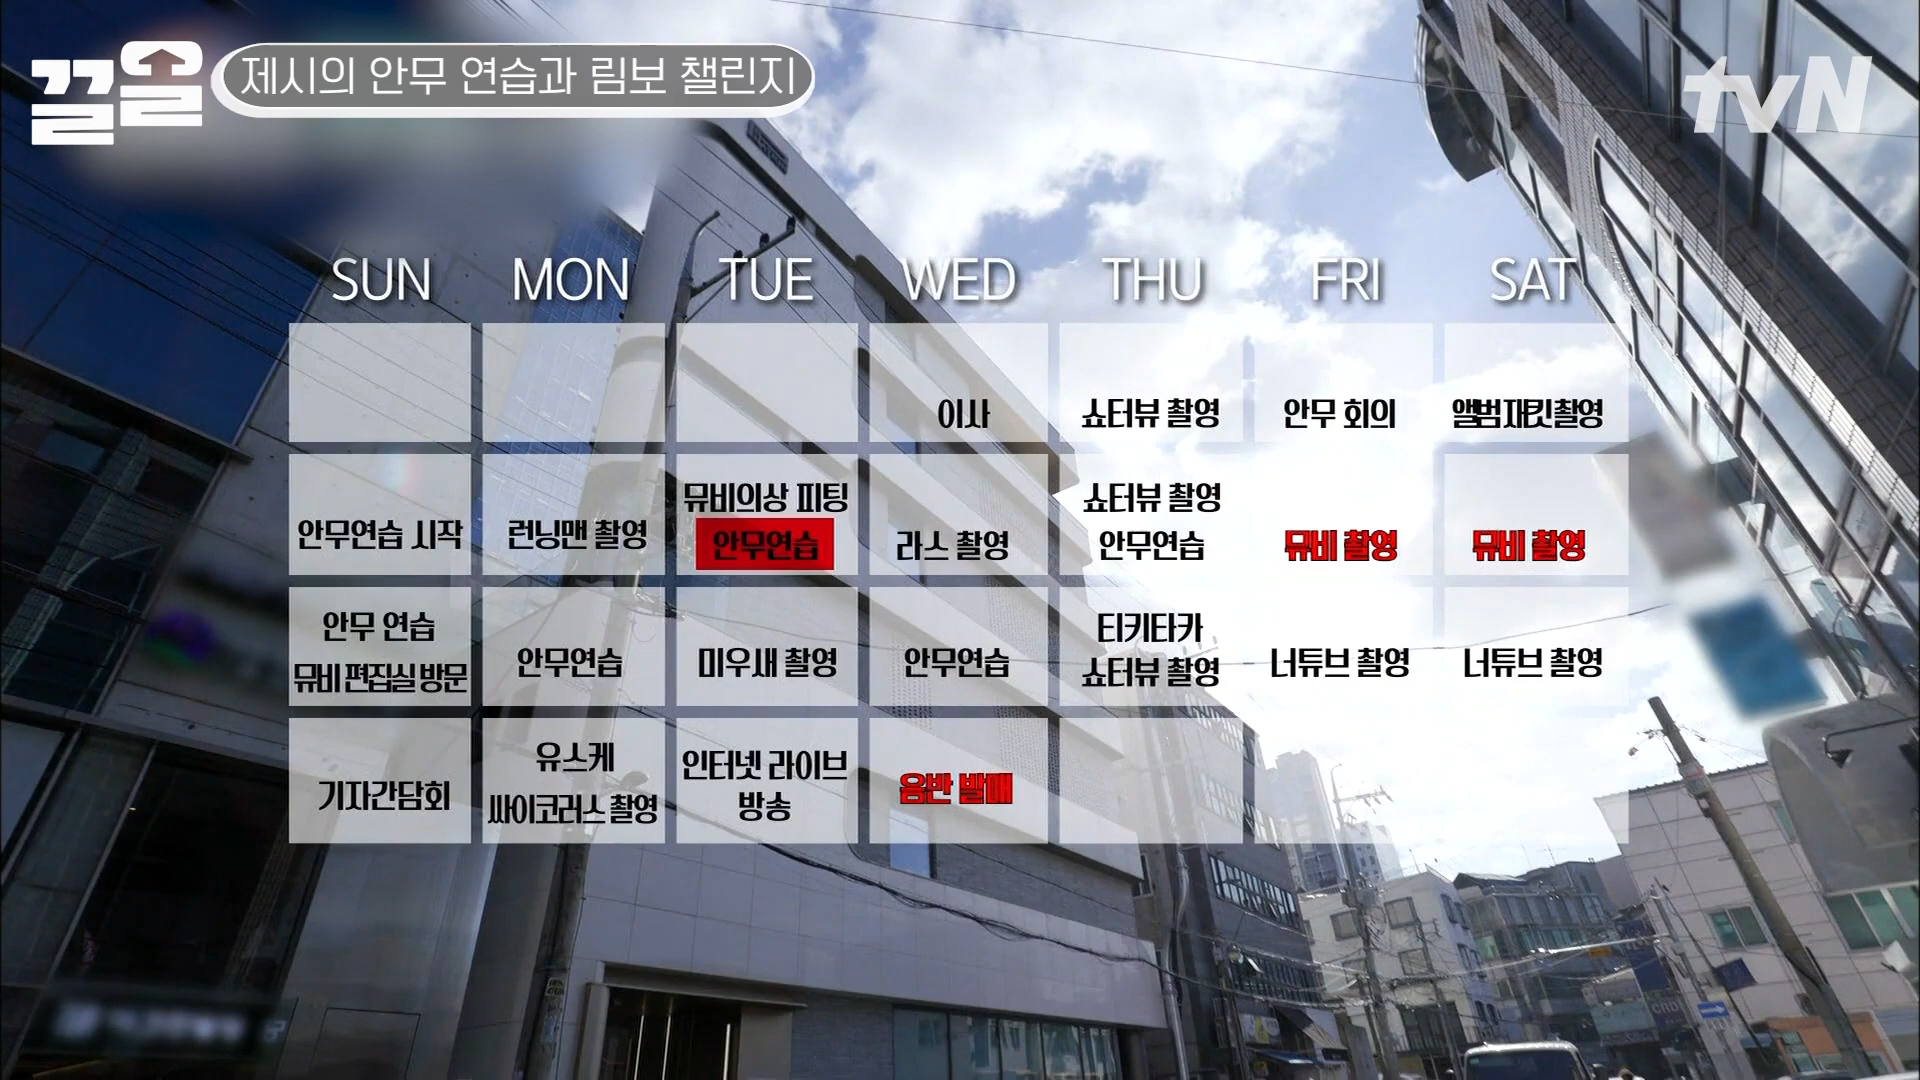 끌올
제시의 안무 연습과 림보 챌린지
tvN
SUN MON TUE WED THU FRI SAT
이사
쇼터뷰 촬영
안무 회의
앨범재킷촬영
안무연습 시작
런닝맨 촬영
뮤비의상 피팅
안무연습
라스 촬영
쇼터뷰 촬영
안무연습
뮤비 촬영
뮤비 촬영
안무 연습
뮤비 편집실 방문
안무연습
미우새 촬영
안무연습
티키타카
쇼터뷰 촬영
너튜브 촬영
너튜브 촬영
기자간담회
유스케
싸이코러스 촬영
인터넷 라이브
방송
음반 발매